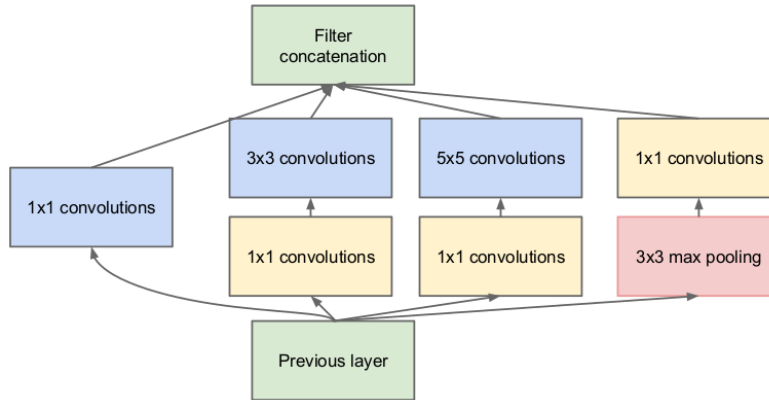 Filter
concatenation
3x3 convolutions
5x5 convolutions
1x1 convolutions
1x1 convolutions
1x1 convolutions
1x1 convolutions
3x3 max pooling
Previous layer